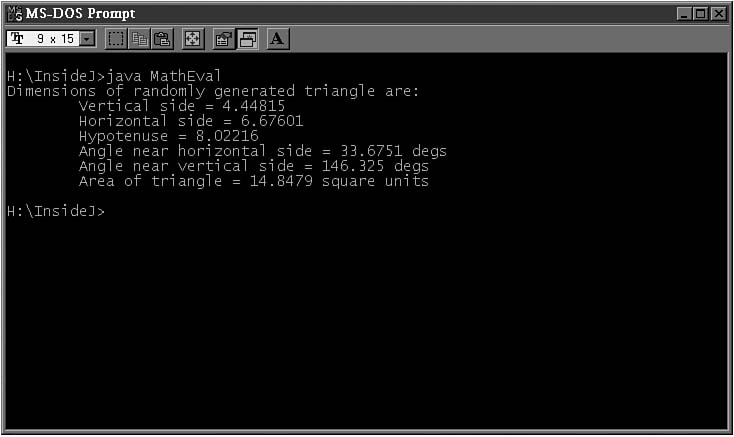 MS-DOS Prompt
9 x 15
A
H:\InsideJ>java MathEval
Dimensions of randomly generated triangle are:
Vertical side = 4.44815
Horizontal side = 6.67601
Hypotenuse = 8.02216
Angle near horizontal side = 33.6751 degs
Angle near vertical side = 146.325 degs
Area of triangle = 14.8479 square units
H:\InsideJ>